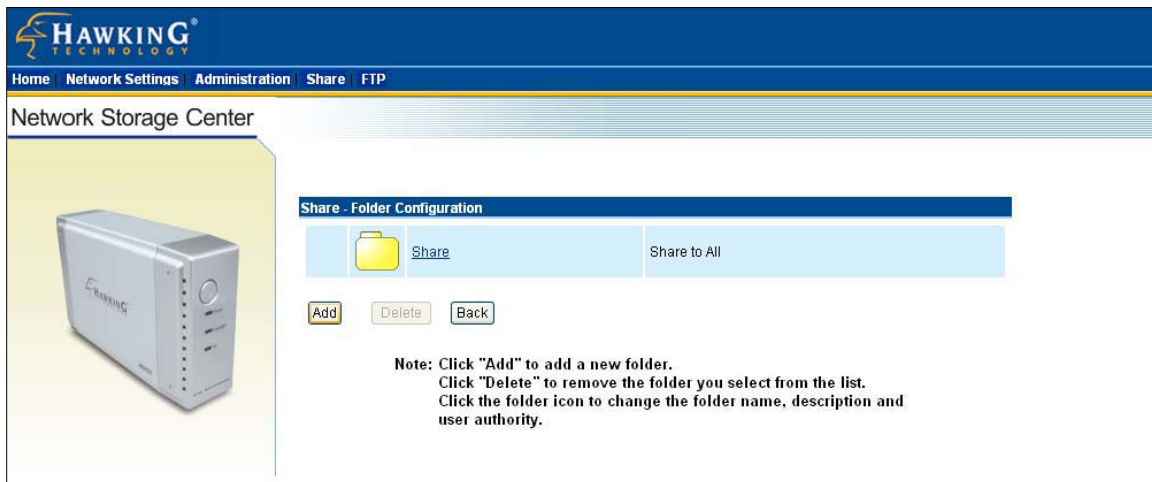 HAWKING®
TECHNOLOGY
Home | Network Settings | Administration | Share | FTP
Network Storage Center
HAWKING
Share - Folder Configuration
Share Share to All
Add Delete Back
Note: Click "Add" to add a new folder.
Click "Delete" to remove the folder you select from the list.
Click the folder icon to change the folder name, description and
user authority.